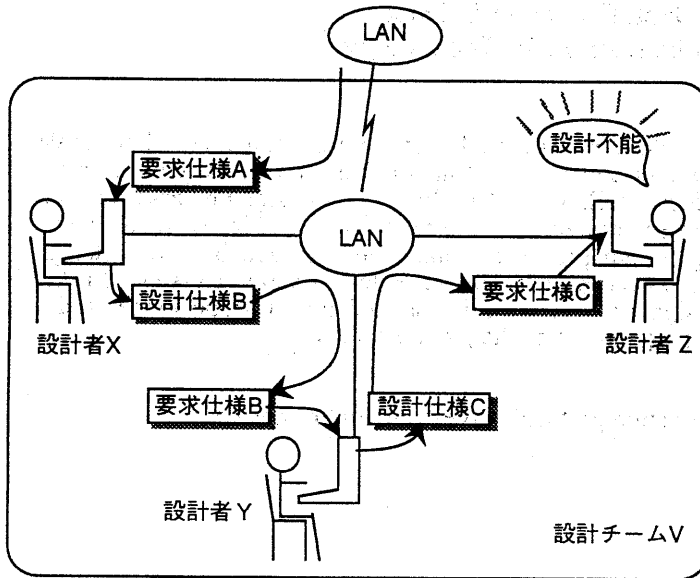 LAN
設計不能
要求仕様A
LAN
設計仕様B
要求仕様C
設計者X
設計者Z
要求仕様B
設計仕様C
設計者Y
設計チームV